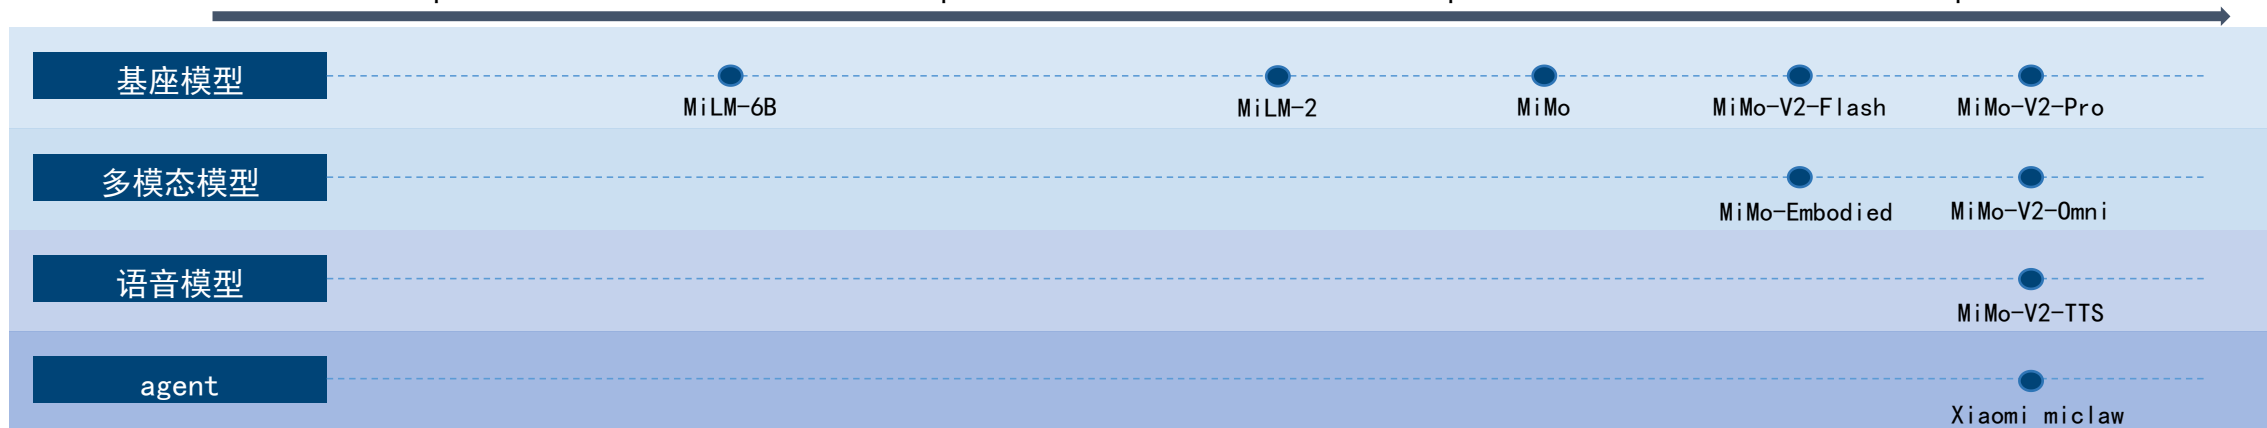 基座模型
MiLM-6B
MiLM-2
MiMo
MiMo-V2-Flash
MiMo-V2-Pro
多模态模型
MiMo-Embodied
MiMo-V2-Omni
语音模型
MiMo-V2-TTS
agent
Xiaomi miclaw